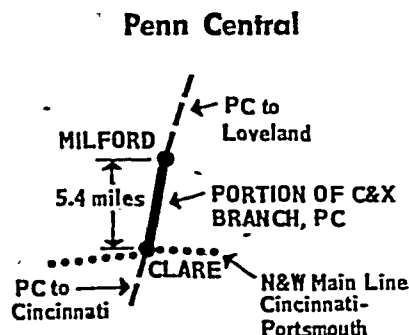 Penn Central
PC to
Loveland
MILFORD
5.4 miles
PORTION OF C&X
BRANCH, PC
CLARE
PC to
Cincinnati
N&W Main Line
Cincinnati-
Portsmouth